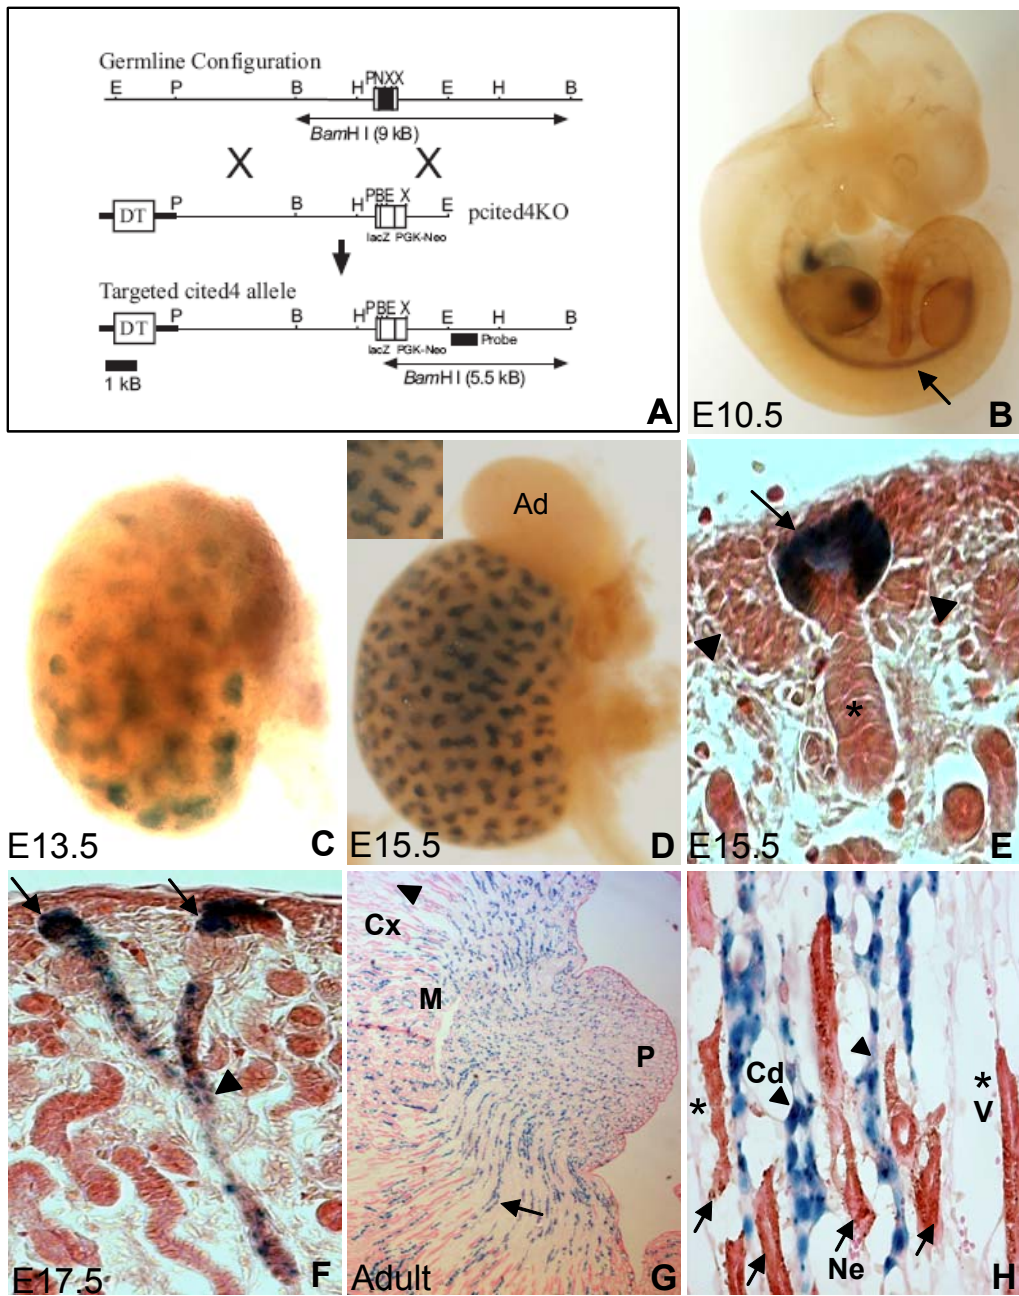 Germline Configuration
E P B H PNXX E H B
BamH I (9 kB)
X X
DT P B H PBE X E pcited4KO
lacZ PGK-Neo
Targeted cited4 allele
DT P B H PBE X E H B
lacZ PGK-Neo Probe
1 kB BamH I (5.5 kB)
A
E10.5 B
E13.5 C
Ad
E15.5 D
*
E15.5 E
E17.5 F
Cx
M
P
Adult G
Cd
* * V
Ne
H